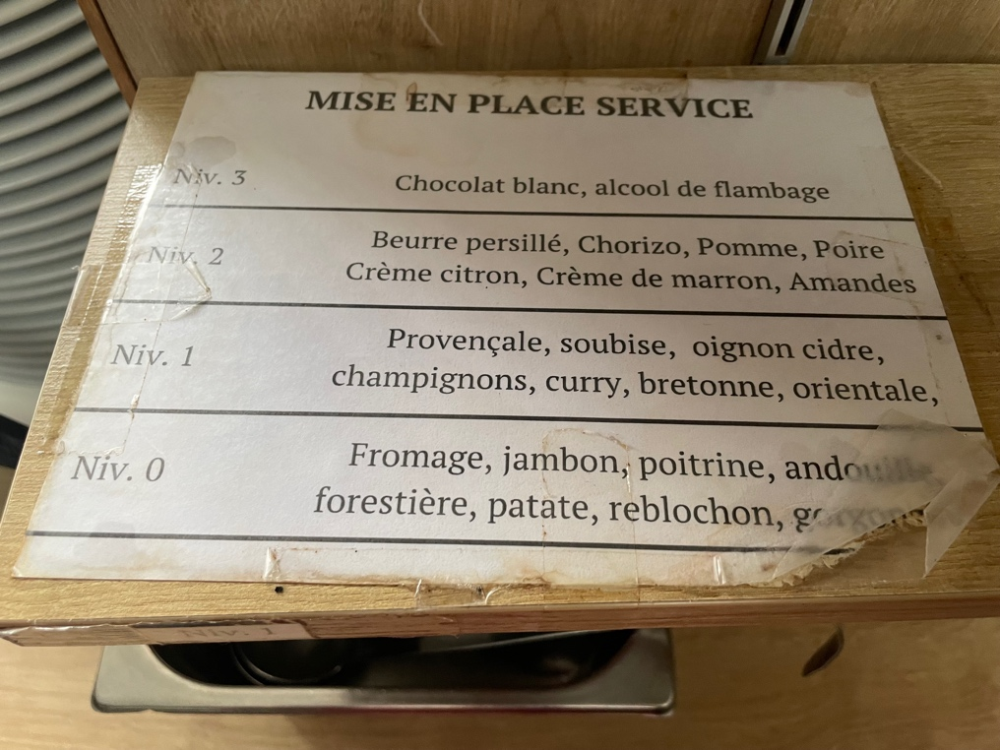 MISE EN PLACE SERVICE
Niv. 3
Chocolat blanc, alcool de flambage
Niv. 2
Beurre persillé, Chorizo, Pomme, Poire
Crème citron, Crème de marron, Amandes
Niv. 1
Provençale, soubise, oignon cidre,
champignons, curry, bretonne, orientale,
Niv. 0
Fromage, jambon, poitrine, andouille
forestière, patate, reblochon,
Niv. 1